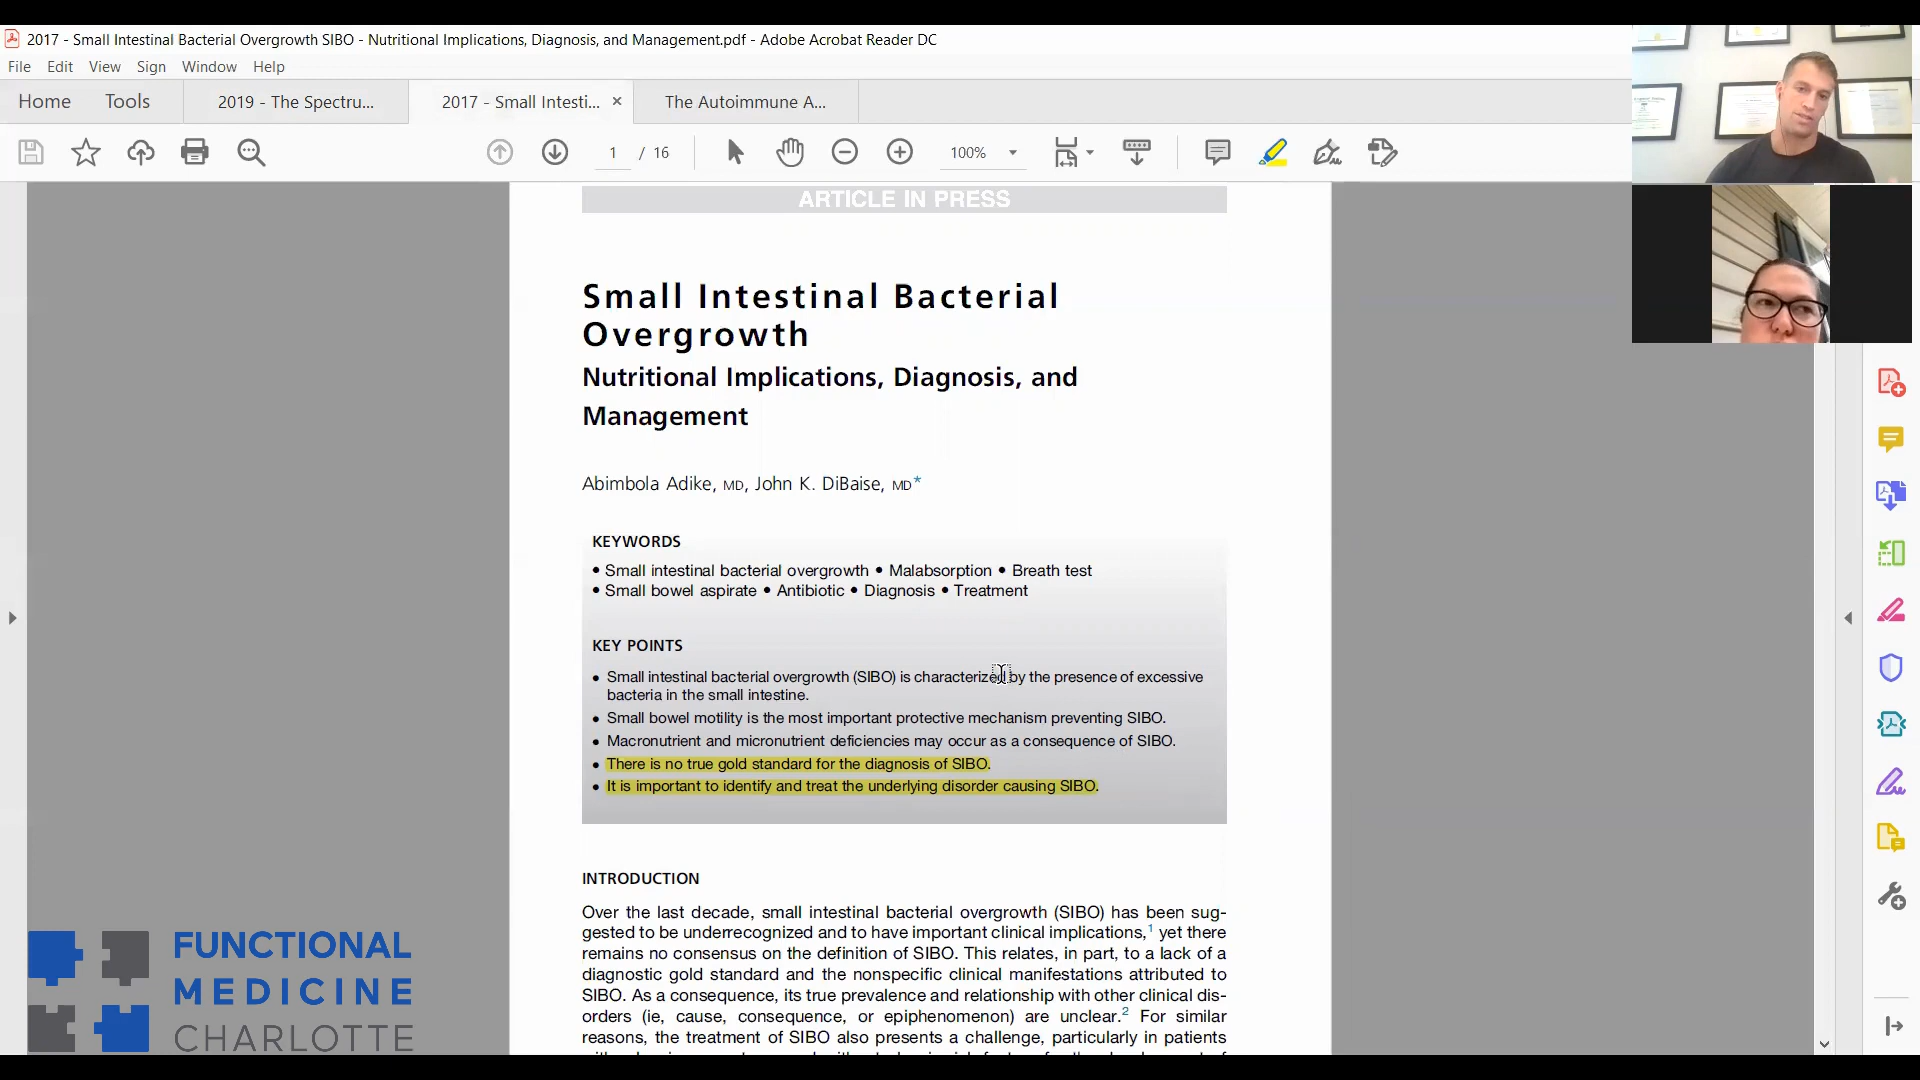 2017 - Small Intestinal Bacterial Overgrowth SIBO - Nutritional Implications, Diagnosis, and Management.pdf - Adobe Acrobat Reader DC
File Edit View Sign Window Help
Home Tools 2019 - The Spectru... 2017 - Small Intesti... × The Autoimmune A...
1 / 16 100%
ARTICLE IN PRESS
Small Intestinal Bacterial
Overgrowth
Nutritional Implications, Diagnosis, and
Management
Abimbola Adike, MD, John K. DiBaise, MD*
KEYWORDS
• Small intestinal bacterial overgrowth • Malabsorption • Breath test
• Small bowel aspirate • Antibiotic • Diagnosis • Treatment
KEY POINTS
• Small intestinal bacterial overgrowth (SIBO) is characterized by the presence of excessive
bacteria in the small intestine.
• Small bowel motility is the most important protective mechanism preventing SIBO.
• Macronutrient and micronutrient deficiencies may occur as a consequence of SIBO.
• There is no true gold standard for the diagnosis of SIBO.
• It is important to identify and treat the underlying disorder causing SIBO.
INTRODUCTION
Over the last decade, small intestinal bacterial overgrowth (SIBO) has been sug-
gested to be underrecognized and to have important clinical implications,1 yet there
remains no consensus on the definition of SIBO. This relates, in part, to a lack of a
diagnostic gold standard and the nonspecific clinical manifestations attributed to
SIBO. As a consequence, its true prevalence and relationship with other clinical dis-
orders (ie, cause, consequence, or epiphenomenon) are unclear.2 For similar
reasons, the treatment of SIBO also presents a challenge, particularly in patients
FUNCTIONAL
MEDICINE
CHARLOTTE